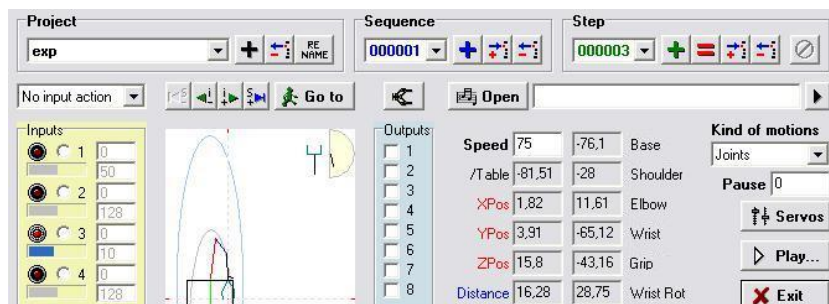 Project
Sequence
Step
exp
RE NAME
000001
000003
No input action
Go to
Open
Inputs
1 0
50
2 0
128
3 0
10
4 0
128
Outputs
1
2
3
4
5
6
7
8
Speed 75 -76,1 Base
/Table -81,51 -28 Shoulder
XPos 1,82 11,61 Elbow
YPos 3,91 -65,12 Wrist
ZPos 15,8 -43,16 Grip
Distance 16,28 28,75 Wrist Rot
Kind of motions
Joints
Pause 0
Servos
Play...
Exit